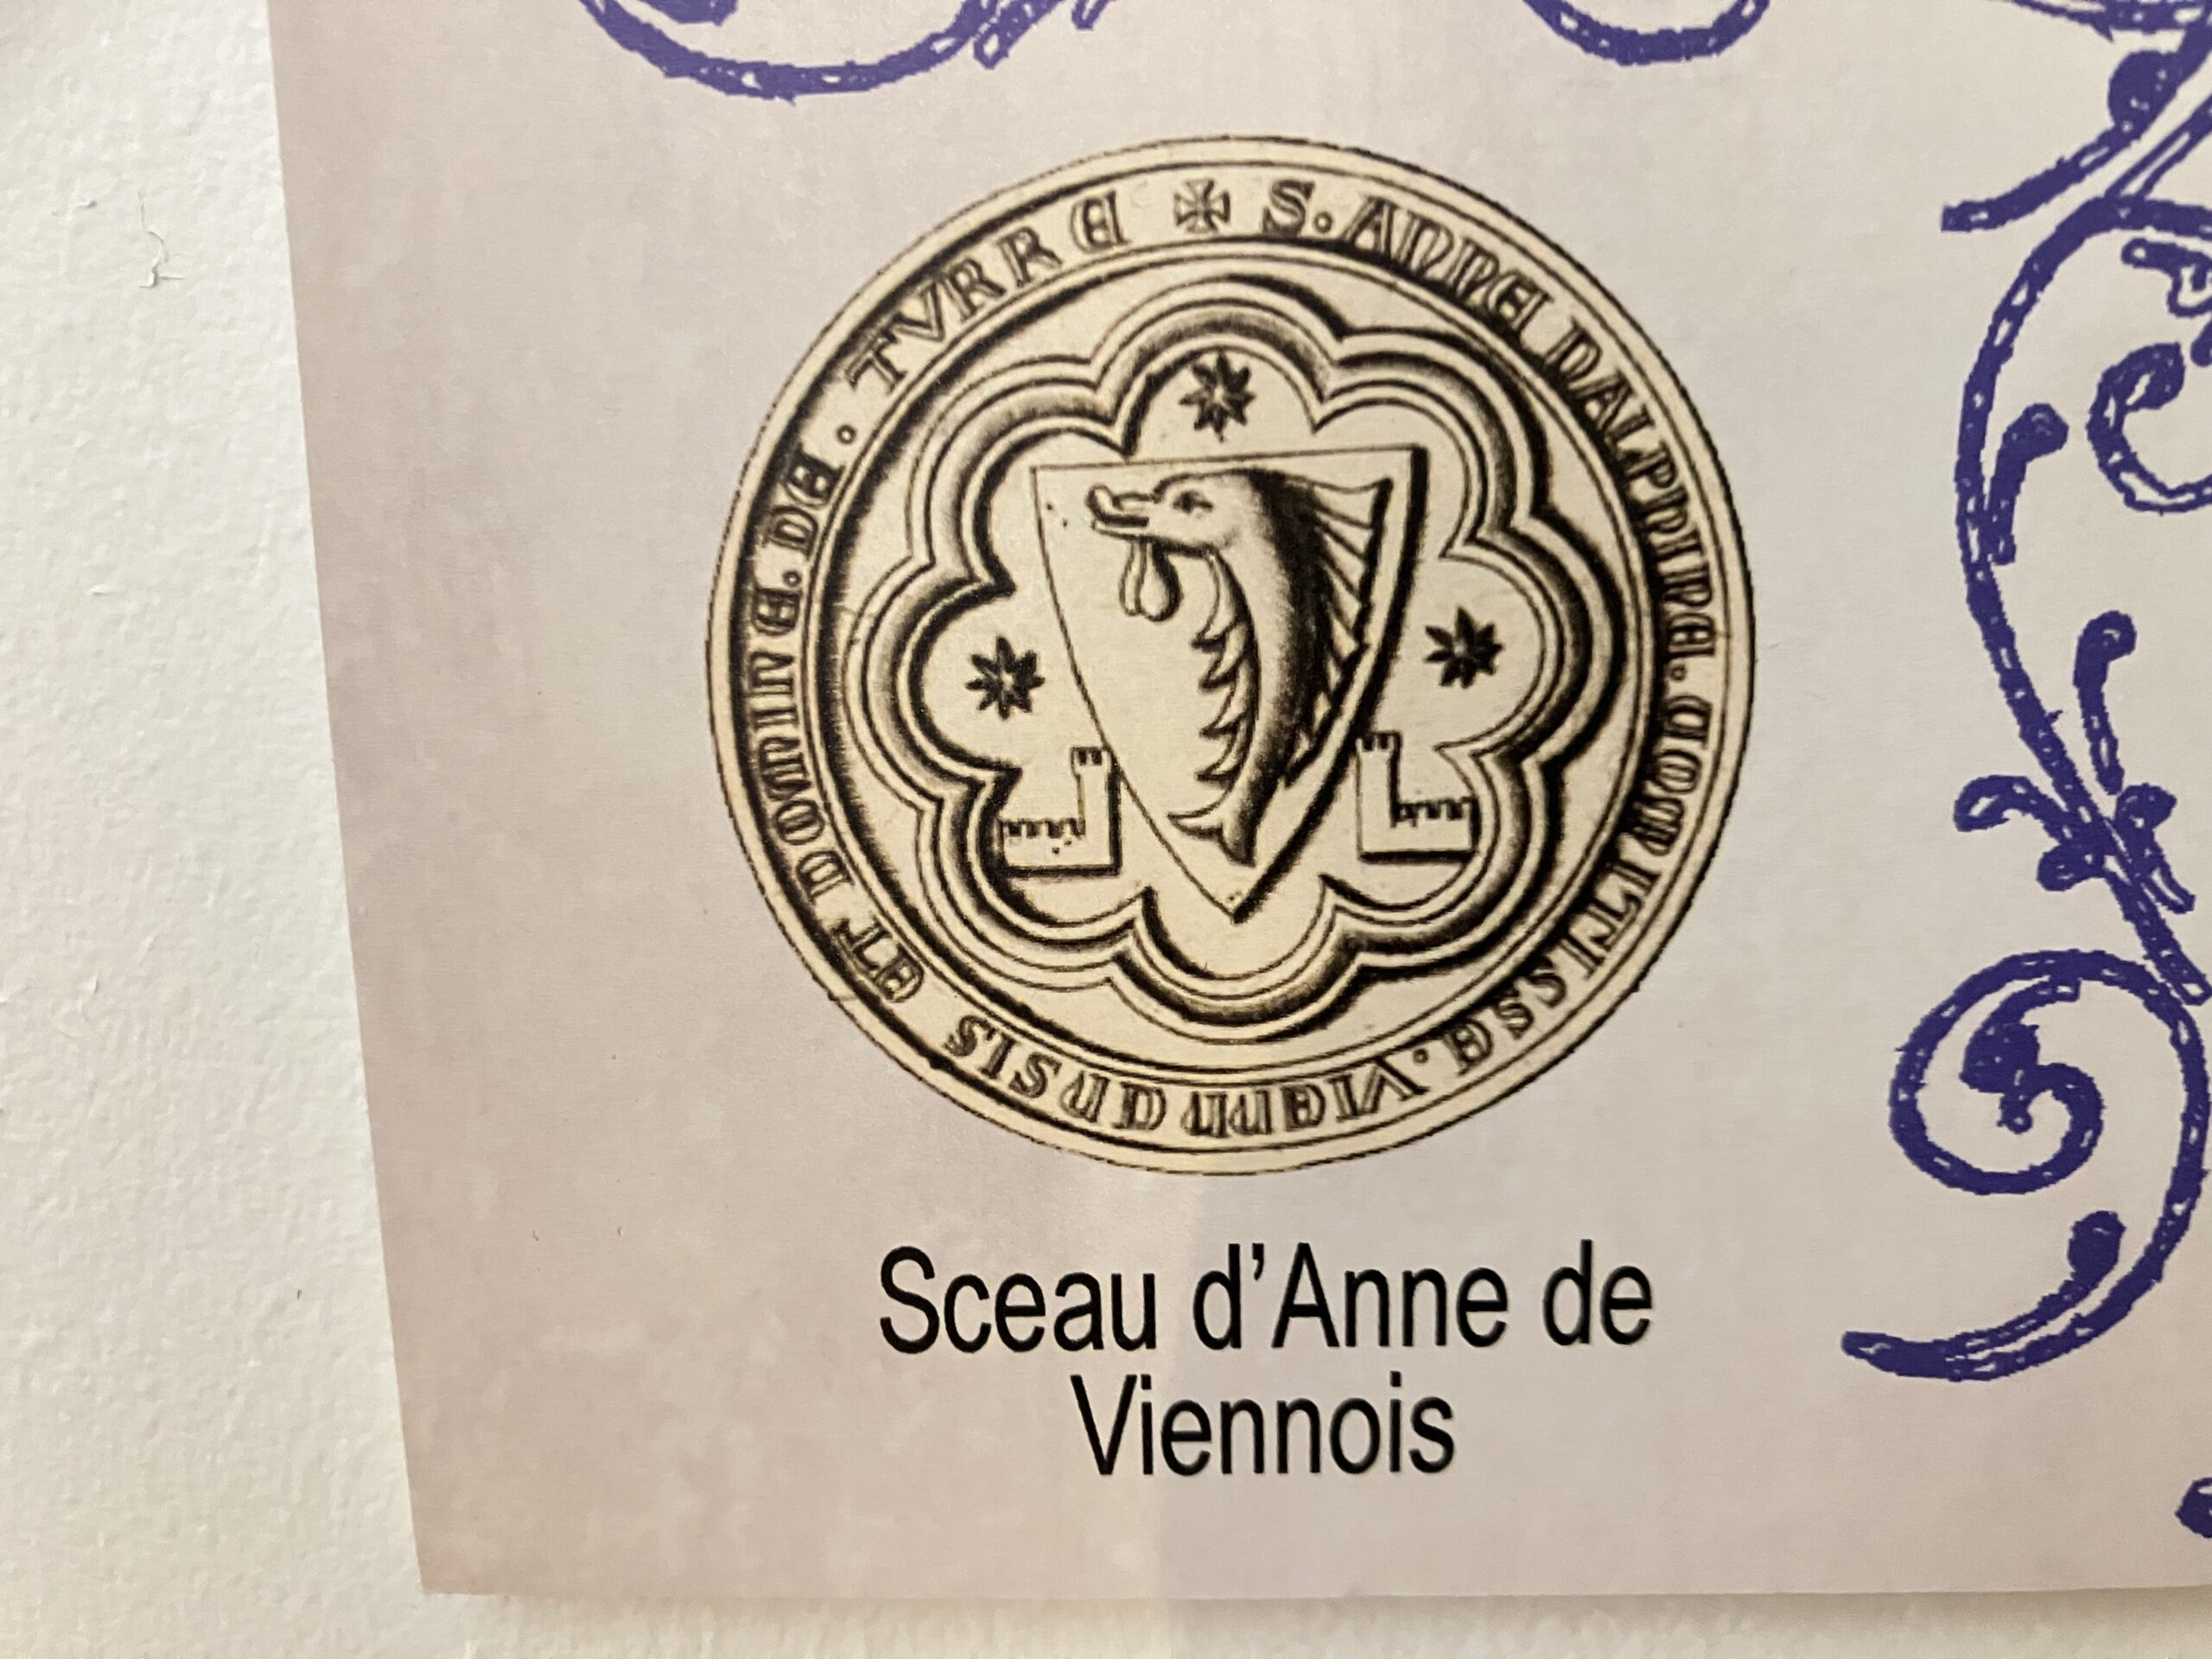 ✠ S. ANNE DALPHINE. COMITISSE. VIENNENSIS ET DOMINE. DE. TVRRE
Sceau d’Anne de
Viennois